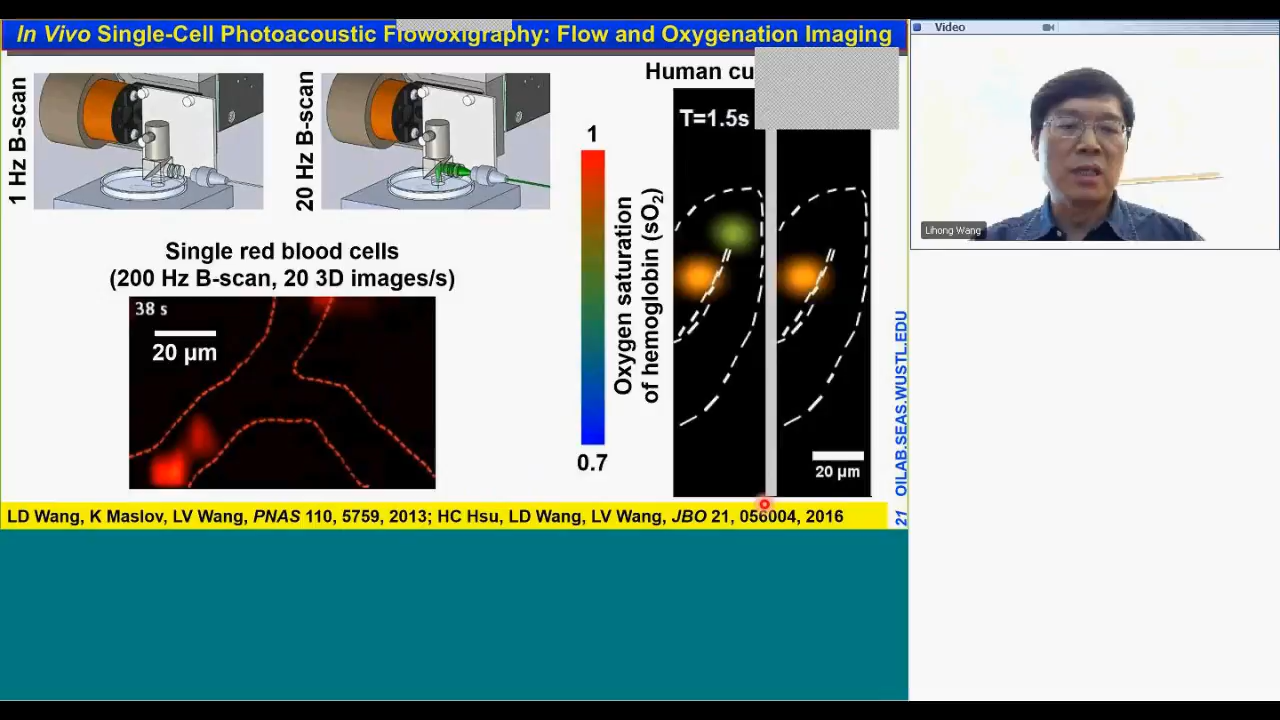 In Vivo Single-Cell Photoacoustic Flowoxigraphy: Flow and Oxygenation Imaging
1 Hz B-scan
20 Hz B-scan
Single red blood cells
(200 Hz B-scan, 20 3D images/s)
38 s
20 µm
1
Oxygen saturation
of hemoglobin (sO2)
0.7
Human cu
T=1.5s
20 µm
LD Wang, K Maslov, LV Wang, PNAS 110, 5759, 2013; HC Hsu, LD Wang, LV Wang, JBO 21, 056004, 2016
21 OILAB.SEAS.WUSTL.EDU
Video
Lihong Wang